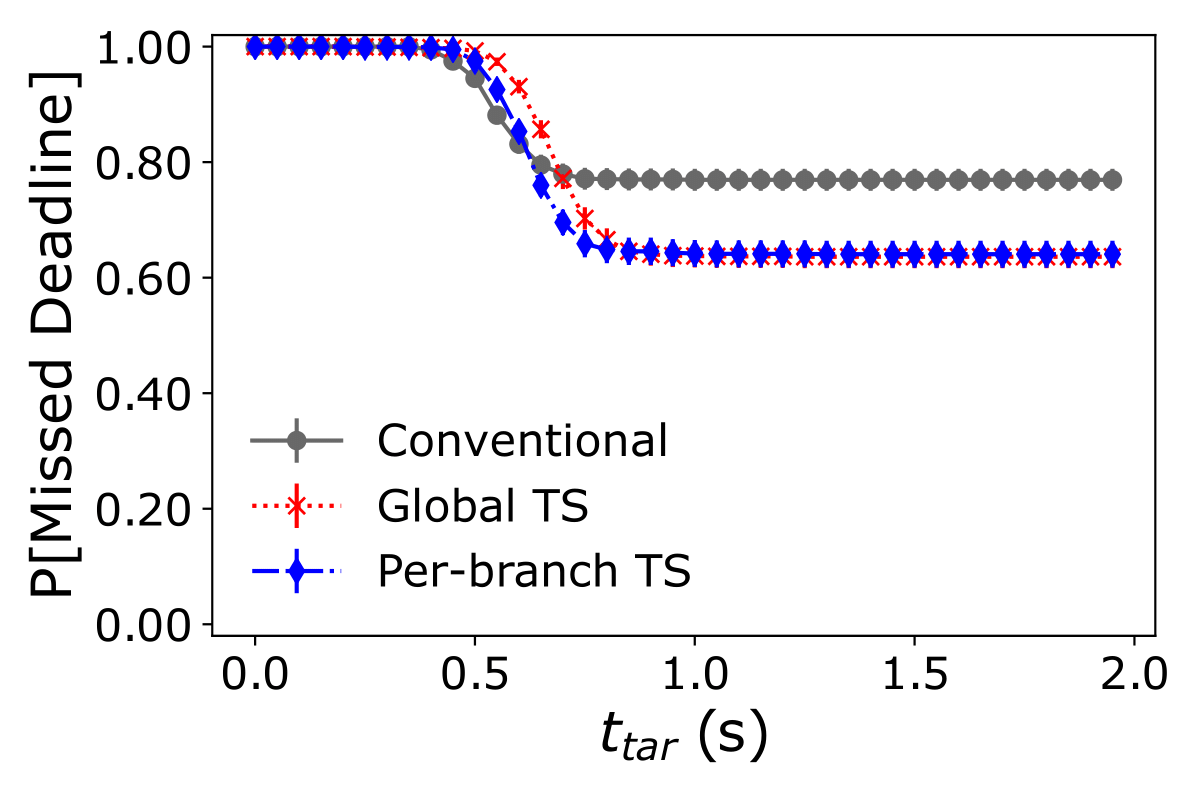 P[Missed Deadline]
1.00
0.80
0.60
0.40
0.20
0.00
Conventional
Global TS
Per-branch TS
0.0 0.5 1.0 1.5 2.0
t_tar (s)